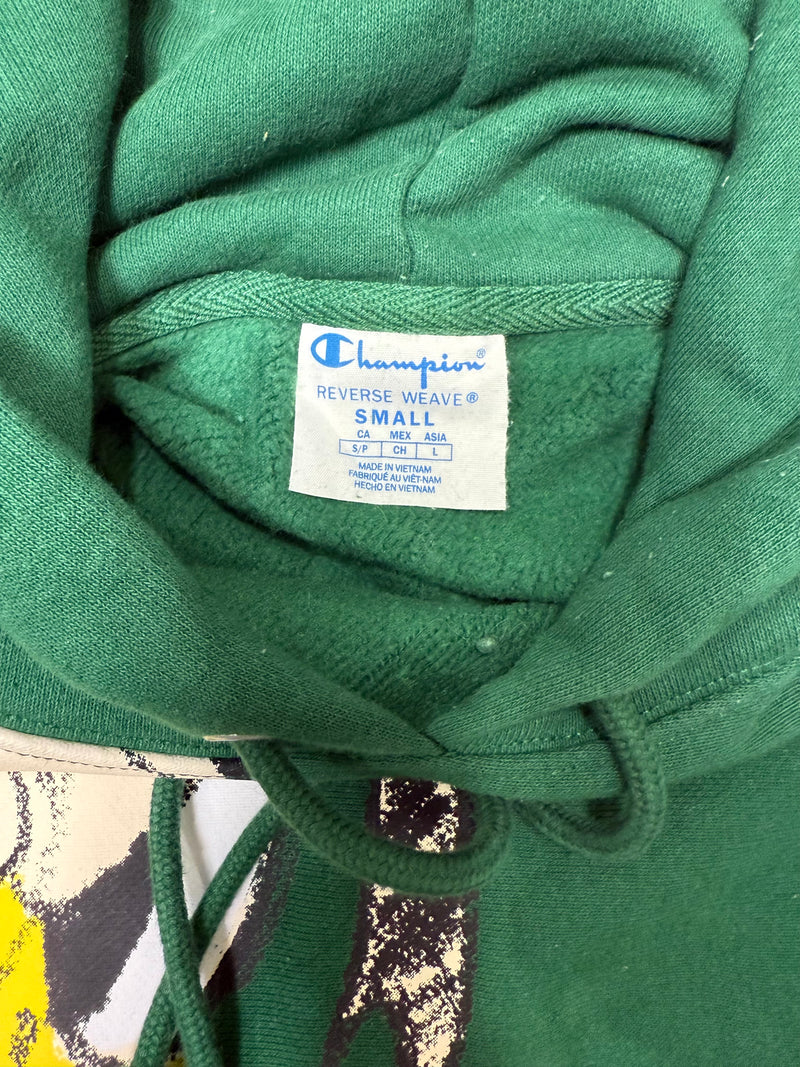 Champion®
REVERSE WEAVE®
SMALL
CA MEX ASIA
S/P CH L
MADE IN VIETNAM
FABRIQUÉ AU VIÊT-NAM
HECHO EN VIETNAM